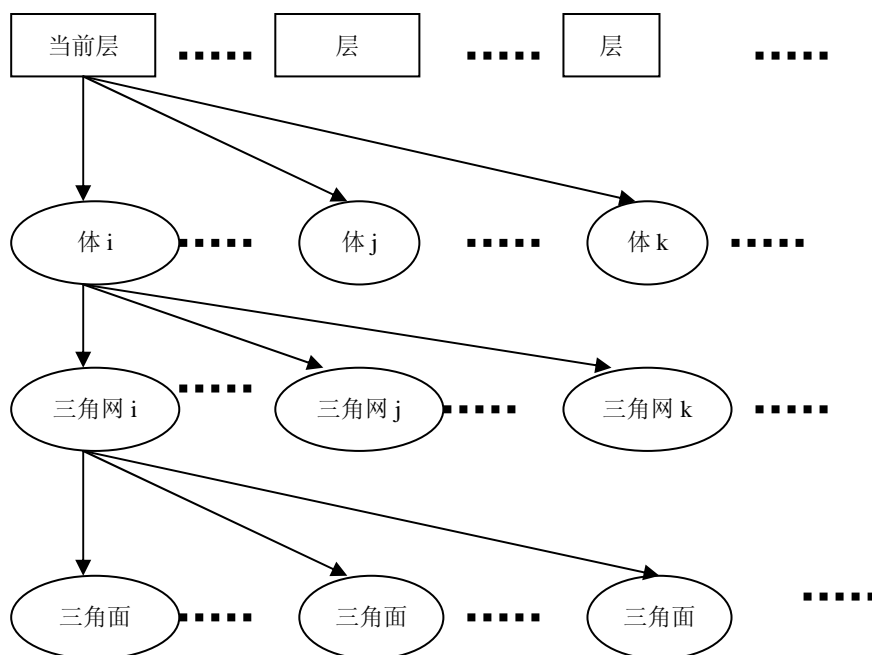 当前层 层 层
体 i 体 j 体 k
三角网 i 三角网 j 三角网 k
三角面 三角面 三角面